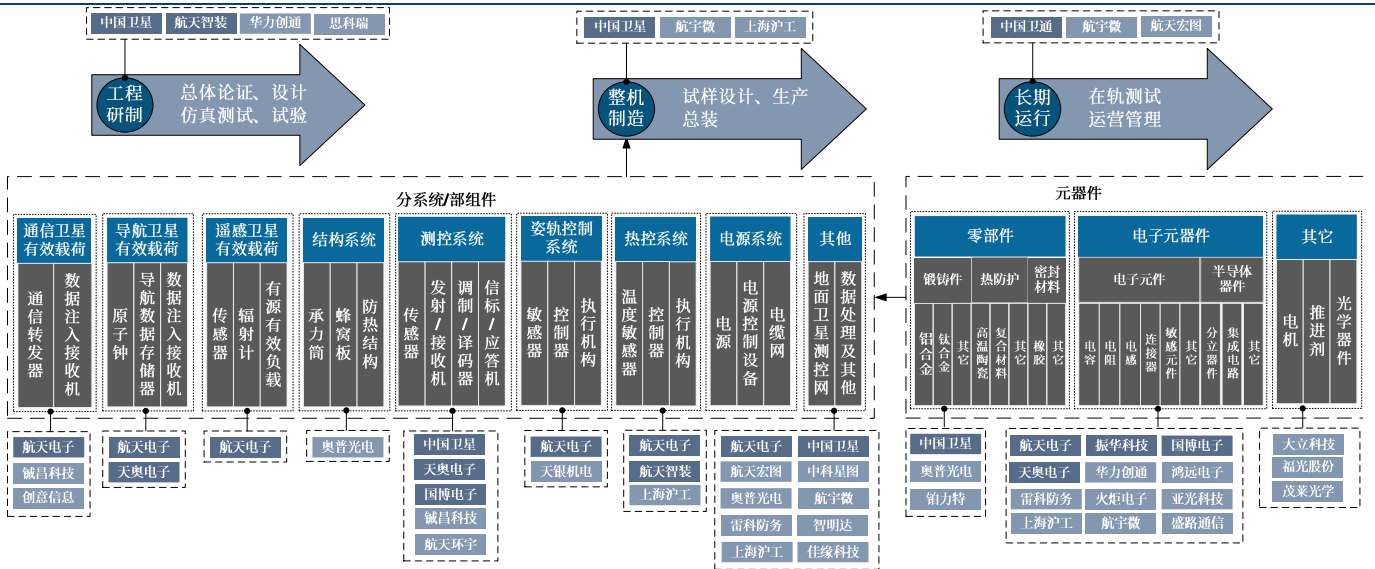 中国卫星 航天智装 华力创通 思科瑞
中国卫星 航宇微 上海沪工
中国卫通 航宇微 航天宏图
工程
研制
总体论证、设计
仿真测试、试验
整机
制造
试样设计、生产
总装
长期
运行
在轨测试
运营管理
分系统/部组件
通信卫星
有效载荷
通信转发器
数据注入接收机
导航卫星
有效载荷
原子钟
导航数据存储器
数据注入接收机
遥感卫星
有效载荷
传感器
辐射计
有源有效负载
结构系统
承力筒
蜂窝板
防热结构
测控系统
传感器
发射/接收机
调制/译码器
信标/应答机
姿轨控制
系统
敏感器
控制器
执行机构
热控系统
温度敏感器
控制器
执行机构
电源系统
电源
电源控制设备
电缆网
其他
地面卫星测控网
数据处理及其他
元器件
零部件
锻铸件
铝合金
钛合金
其它
热防护
高温陶瓷
复合材料
其它
密封
材料
橡胶
其它
电子元器件
电子元件
电容
电阻
电感
连接器
敏感元件
其它
半导体
器件
分立器件
集成电路
其它
其它
电机
推进剂
光学器件
航天电子
铖昌科技
创意信息
航天电子
天奥电子
航天电子
奥普光电
中国卫星
天奥电子
国博电子
铖昌科技
航天环宇
航天电子
天银机电
航天电子
航天智装
上海沪工
航天电子 中国卫星
航天宏图 中科星图
奥普光电 航宇微
雷科防务 智明达
上海沪工 佳缘科技
中国卫星
奥普光电
铂力特
航天电子 振华科技 国博电子
天奥电子 华力创通 鸿远电子
雷科防务 火炬电子 亚光科技
上海沪工 航宇微 盛路通信
大立科技
福光股份
茂莱光学